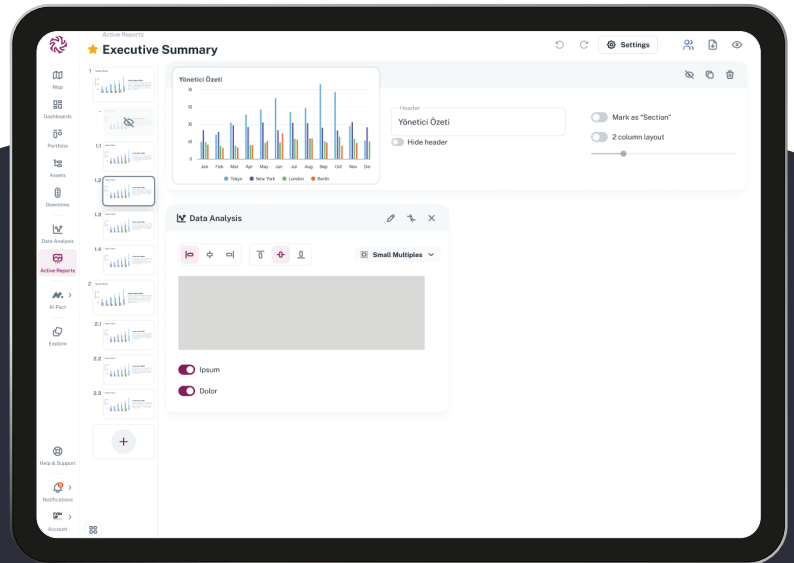 Active Reports
Executive Summary
Settings
Map
Dashboards
Portfolio
Assets
Downtime
Data Analysis
Active Reports
AI Pact
Explore
Help & Support
Notifications
Account
1
1.1
1.2
1.3
1.4
2
2.1
2.2
2.3
Yönetici Özeti
Jan Feb Mar Apr May Jun Jul Aug Sep Oct Nov De
Tokyo New York London Berlin
Header
Yönetici Özeti
Hide header
Mark as "Section"
2 column layout
Data Analysis
Small Multiples
Ipsum
Dolor